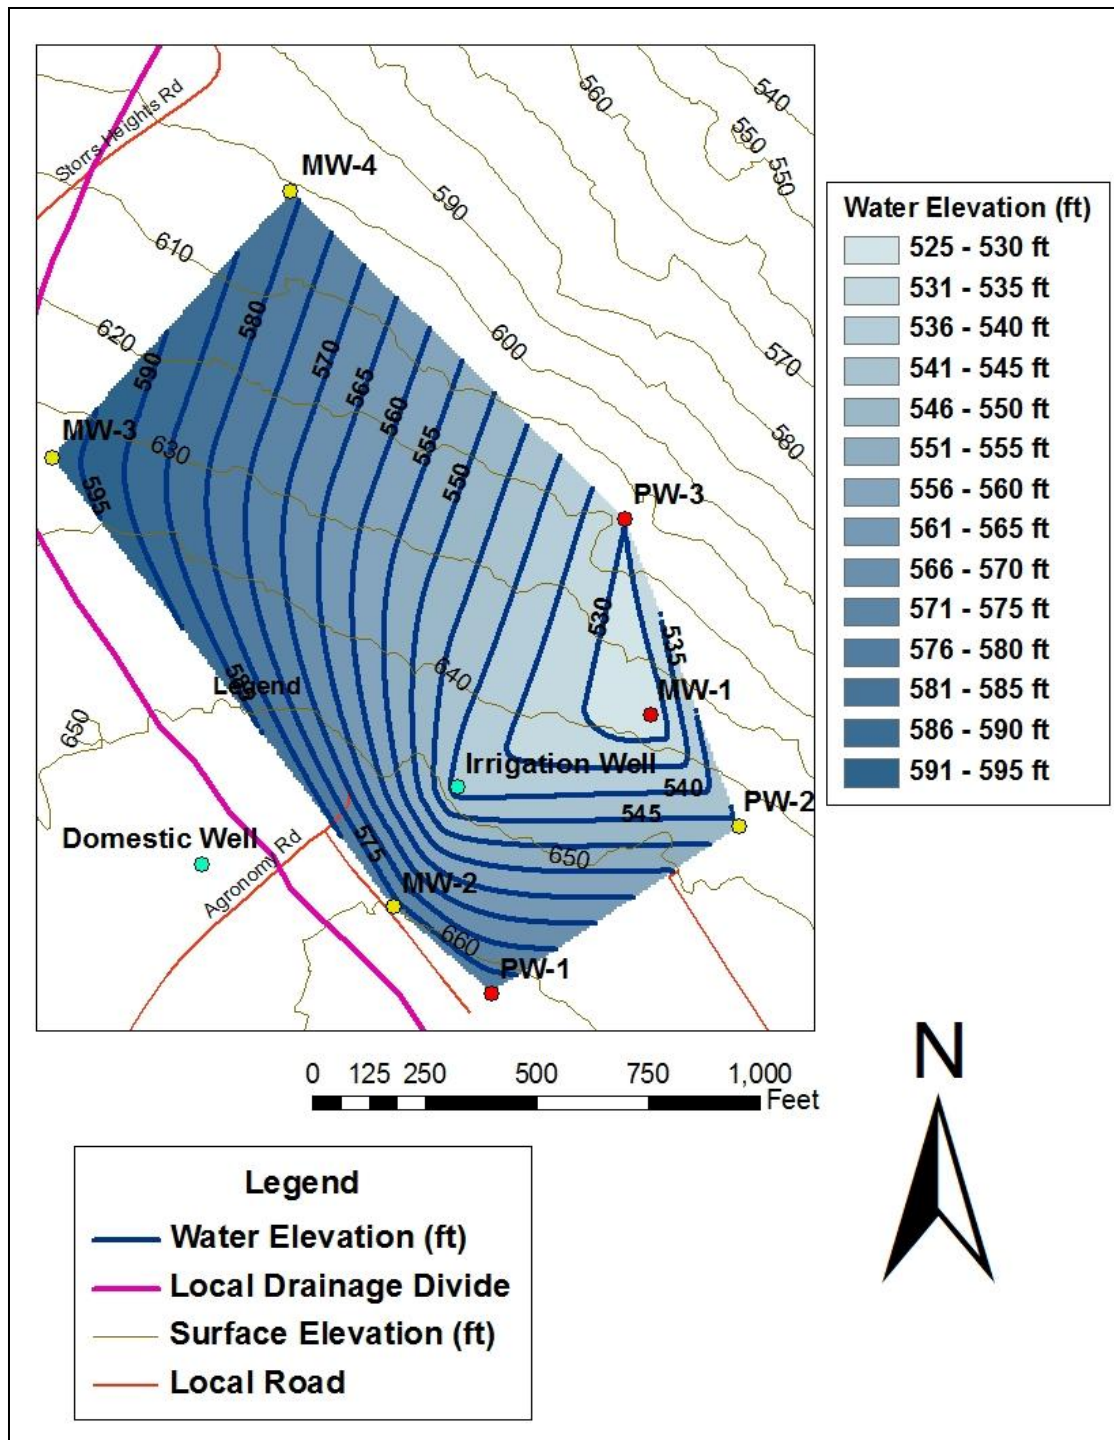 540
560
550
550
Storrs Heights Rd
MW-4
590
610
580
600
620
570
570
590
565
560
555
550
580
MW-3
630
595
PW-3
530
535
640
Legend
MW-1
650
Irrigation Well
540
PW-2
545
Domestic Well
575
650
Agronomy Rd
MW-2
660
PW-1
Water Elevation (ft)
525 - 530 ft
531 - 535 ft
536 - 540 ft
541 - 545 ft
546 - 550 ft
551 - 555 ft
556 - 560 ft
561 - 565 ft
566 - 570 ft
571 - 575 ft
576 - 580 ft
581 - 585 ft
586 - 590 ft
591 - 595 ft
N
0 125 250 500 750 1,000
Feet
Legend
Water Elevation (ft)
Local Drainage Divide
Surface Elevation (ft)
Local Road